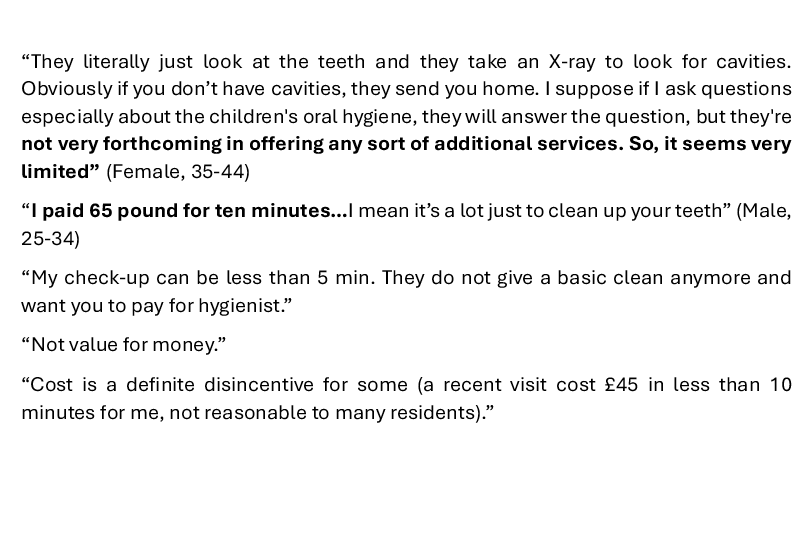 “They literally just look at the teeth and they take an X-ray to look for cavities.
Obviously if you don’t have cavities, they send you home. I suppose if I ask questions
especially about the children's oral hygiene, they will answer the question, but they're
not very forthcoming in offering any sort of additional services. So, it seems very
limited” (Female, 35-44)
“I paid 65 pound for ten minutes…I mean it’s a lot just to clean up your teeth” (Male,
25-34)
“My check-up can be less than 5 min. They do not give a basic clean anymore and
want you to pay for hygienist.”
“Not value for money.”
“Cost is a definite disincentive for some (a recent visit cost £45 in less than 10
minutes for me, not reasonable to many residents).”